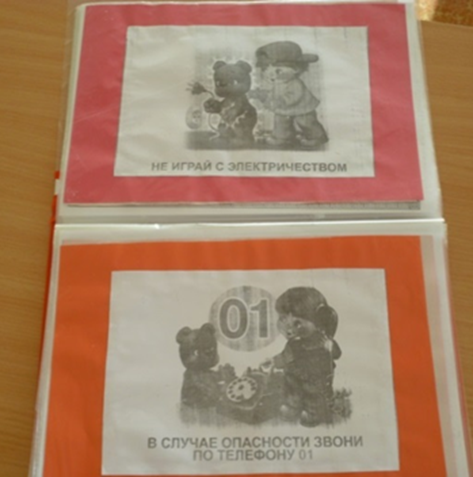 НЕ ИГРАЙ С ЭЛЕКТРИЧЕСТВОМ
01
В СЛУЧАЕ ОПАСНОСТИ ЗВОНИ
ПО ТЕЛЕФОНУ 01